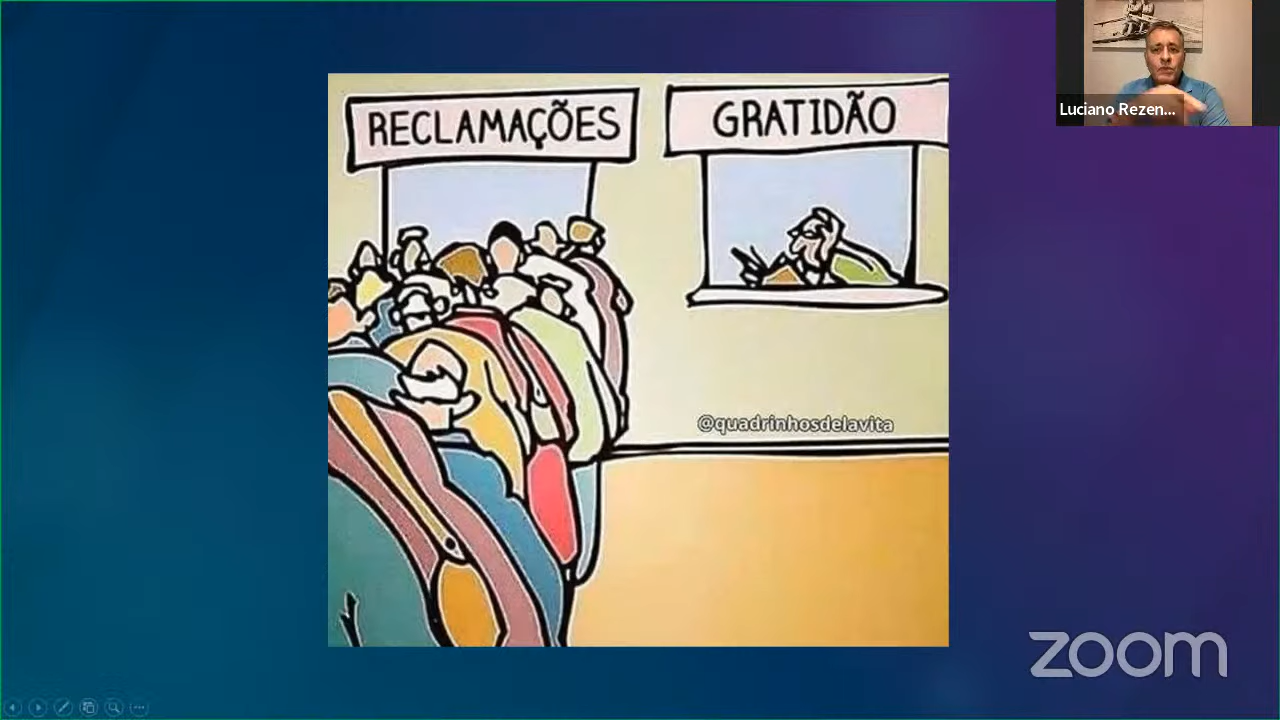 Luciano Rezen...
RECLAMAÇÕES
GRATIDÃO
@quadrinhosdelavita
zoom